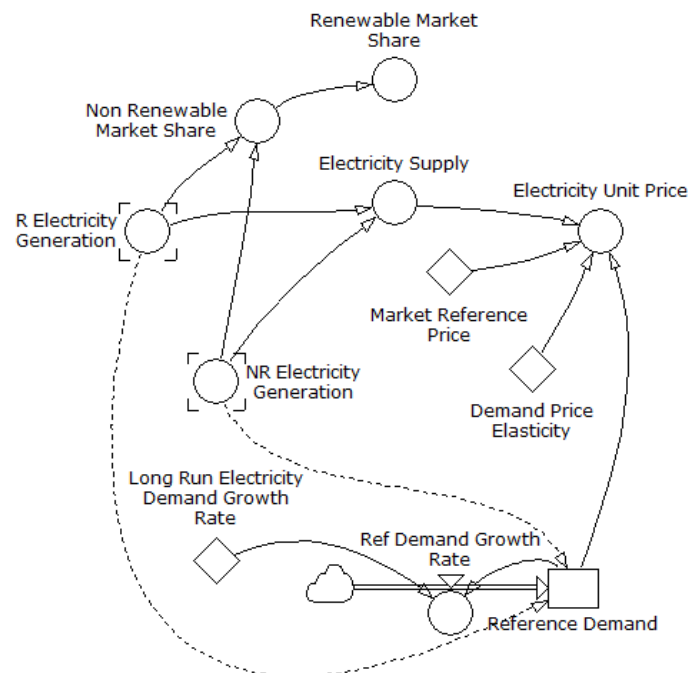 Renewable Market
Share
Non Renewable
Market Share
Electricity Supply
Electricity Unit Price
R Electricity
Generation
Market Reference
Price
NR Electricity
Generation
Demand Price
Elasticity
Long Run Electricity
Demand Growth
Rate
Ref Demand Growth
Rate
Reference Demand